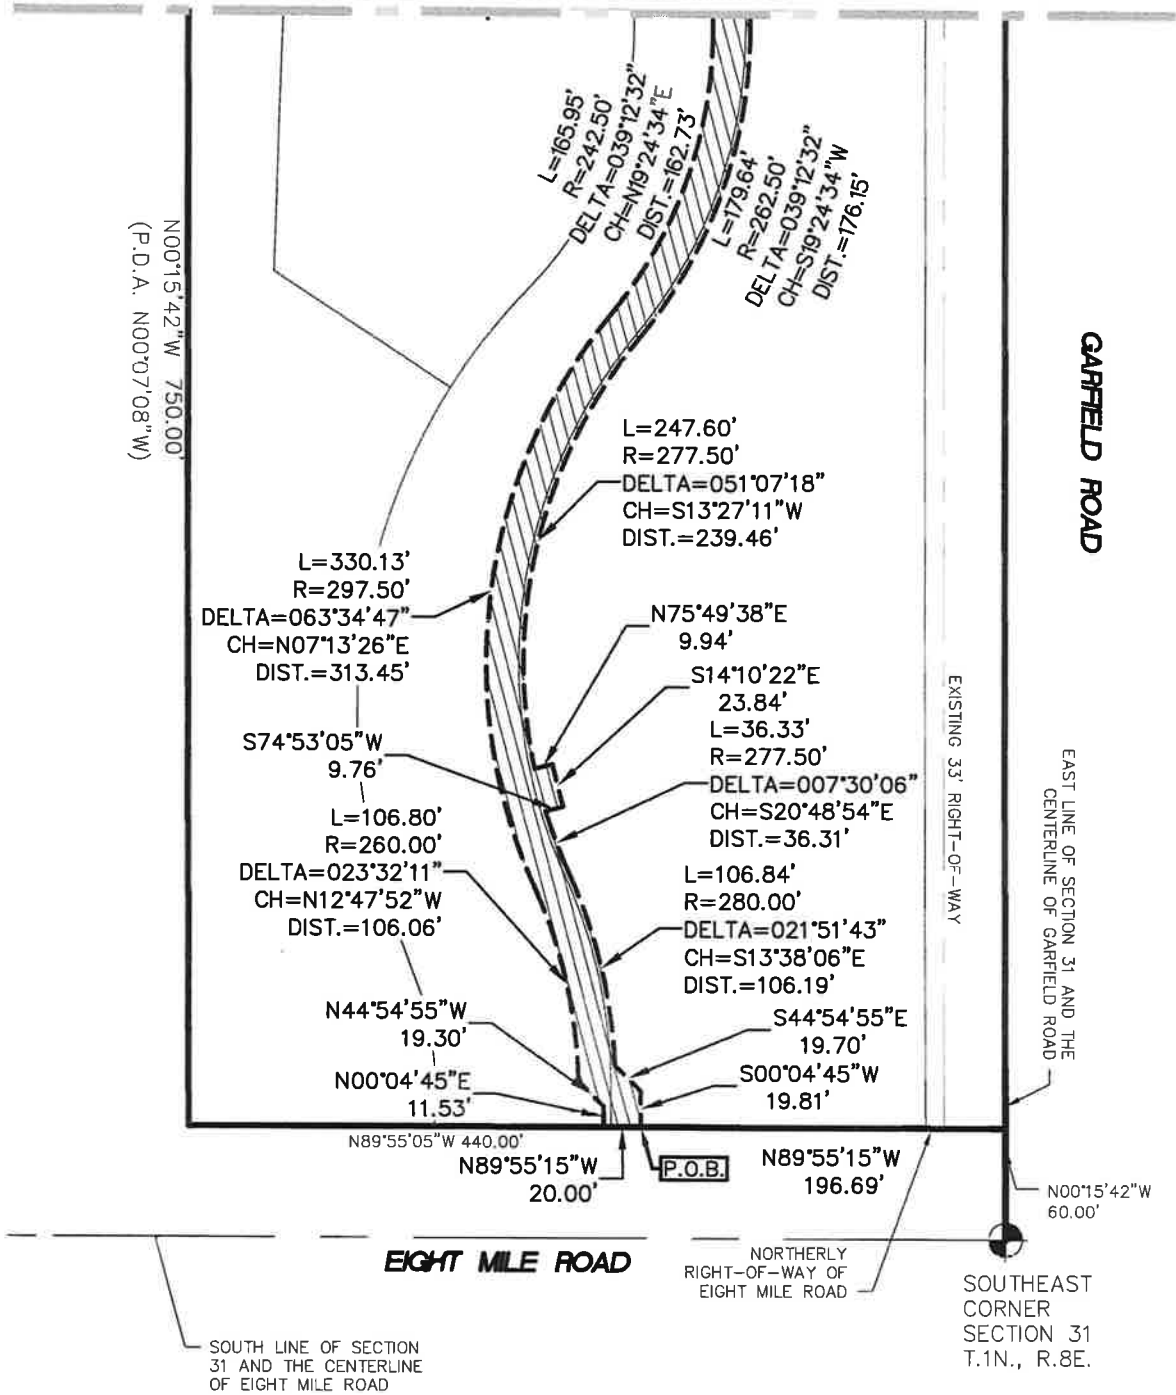 L=165.95'
R=242.50'
DELTA=039°12'32"
CH=N19°24'34"E
DIST.=162.73'
L=179.64'
R=262.50'
DELTA=039°12'32"
CH=S19°24'34"W
DIST.=176.15'
N00°15'42"W 750.00'
(P.D.A. N00°07'08"W)
GARFIELD ROAD
L=247.60'
R=277.50'
DELTA=051°07'18"
CH=S13°27'11"W
DIST.=239.46'
L=330.13'
R=297.50'
DELTA=063°34'47"
CH=N07°13'26"E
DIST.=313.45'
N75°49'38"E
9.94'
S14°10'22"E
23.84'
L=36.33'
R=277.50'
DELTA=007°30'06"
CH=S20°48'54"E
DIST.=36.31'
S74°53'05"W
9.76'
L=106.80'
R=260.00'
DELTA=023°32'11"
CH=N12°47'52"W
DIST.=106.06'
L=106.84'
R=280.00'
DELTA=021°51'43"
CH=S13°38'06"E
DIST.=106.19'
EXISTING 33' RIGHT-OF-WAY
EAST LINE OF SECTION 31 AND THE
CENTERLINE OF GARFIELD ROAD
N44°54'55"W
19.30'
N00°04'45"E
11.53'
S44°54'55"E
19.70'
S00°04'45"W
19.81'
N89°55'05"W 440.00'
N89°55'15"W
20.00'
P.O.B.
N89°55'15"W
196.69'
N00°15'42"W
60.00'
EIGHT MILE ROAD
NORTHERLY
RIGHT-OF-WAY OF
EIGHT MILE ROAD
SOUTHEAST
CORNER
SECTION 31
T.1N., R.8E.
SOUTH LINE OF SECTION
31 AND THE CENTERLINE
OF EIGHT MILE ROAD